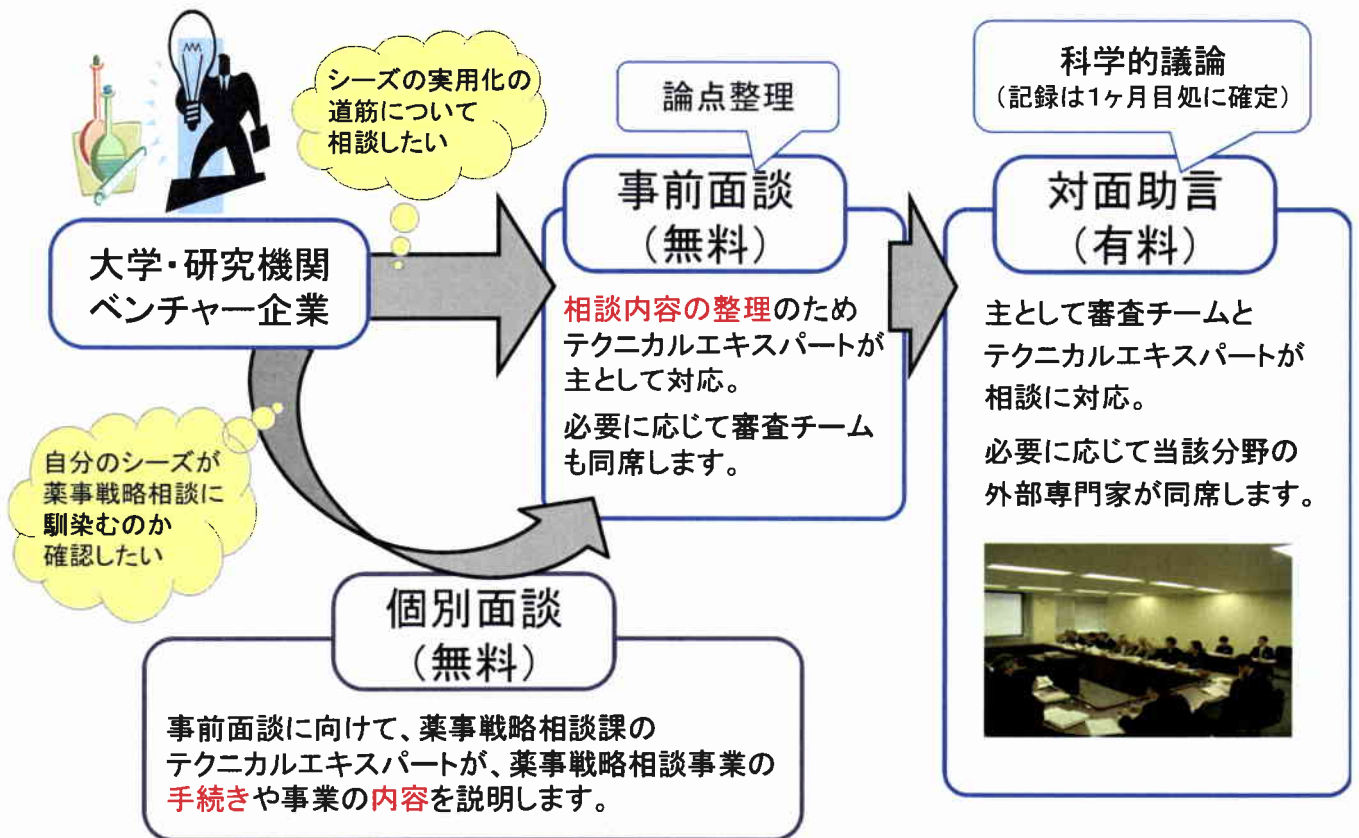 シーズの実用化の
道筋について
相談したい
論点整理
科学的議論
（記録は1ヶ月目処に確定）
大学・研究機関
ベンチャー企業
事前面談
（無料）
相談内容の整理のため
テクニカルエキスパートが
主として対応。
必要に応じて審査チーム
も同席します。
対面助言
（有料）
主として審査チームと
テクニカルエキスパートが
相談に対応。
必要に応じて当該分野の
外部専門家が同席します。
自分のシーズが
薬事戦略相談に
馴染むのか
確認したい
個別面談
（無料）
事前面談に向けて、薬事戦略相談課の
テクニカルエキスパートが、薬事戦略相談事業の
手続きや事業の内容を説明します。